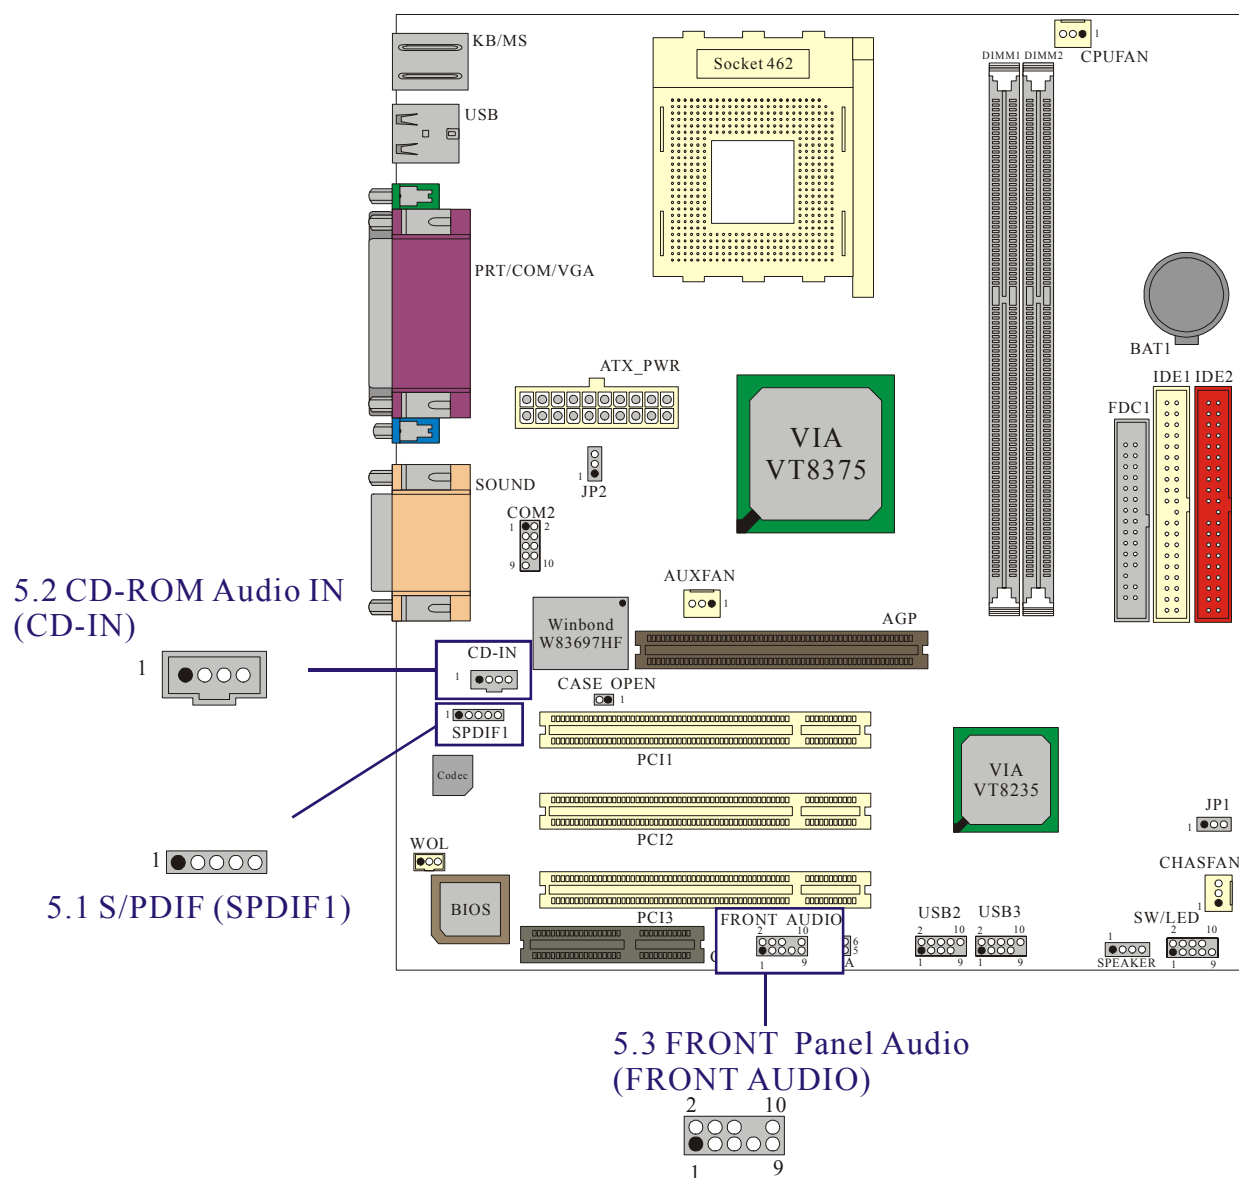 KB/MS
Socket 462
DIMM1 DIMM2
1
CPUFAN
USB
PRT/COM/VGA
BAT1
ATX_PWR
IDE1 IDE2
FDC1
VIA
VT8375
1
JP2
SOUND
COM2
1 2
9 10
5.2 CD-ROM Audio IN
(CD-IN)
1
AUXFAN
1
Winbond
W83697HF
AGP
CD-IN
1
CASE OPEN
1
1
SPDIF1
PCI1
Codec
VIA
VT8235
JP1
1
PCI2
WOL
1
5.1 S/PDIF (SPDIF1)
CHASFAN
1
BIOS
PCI3
FRONT AUDIO
2 10
1 9
6
5
A
USB2 USB3
2 10 2 10
1 9 1 9
SW/LED
2 10
1 9
1
SPEAKER
5.3 FRONT Panel Audio
(FRONT AUDIO)
2 10
1 9